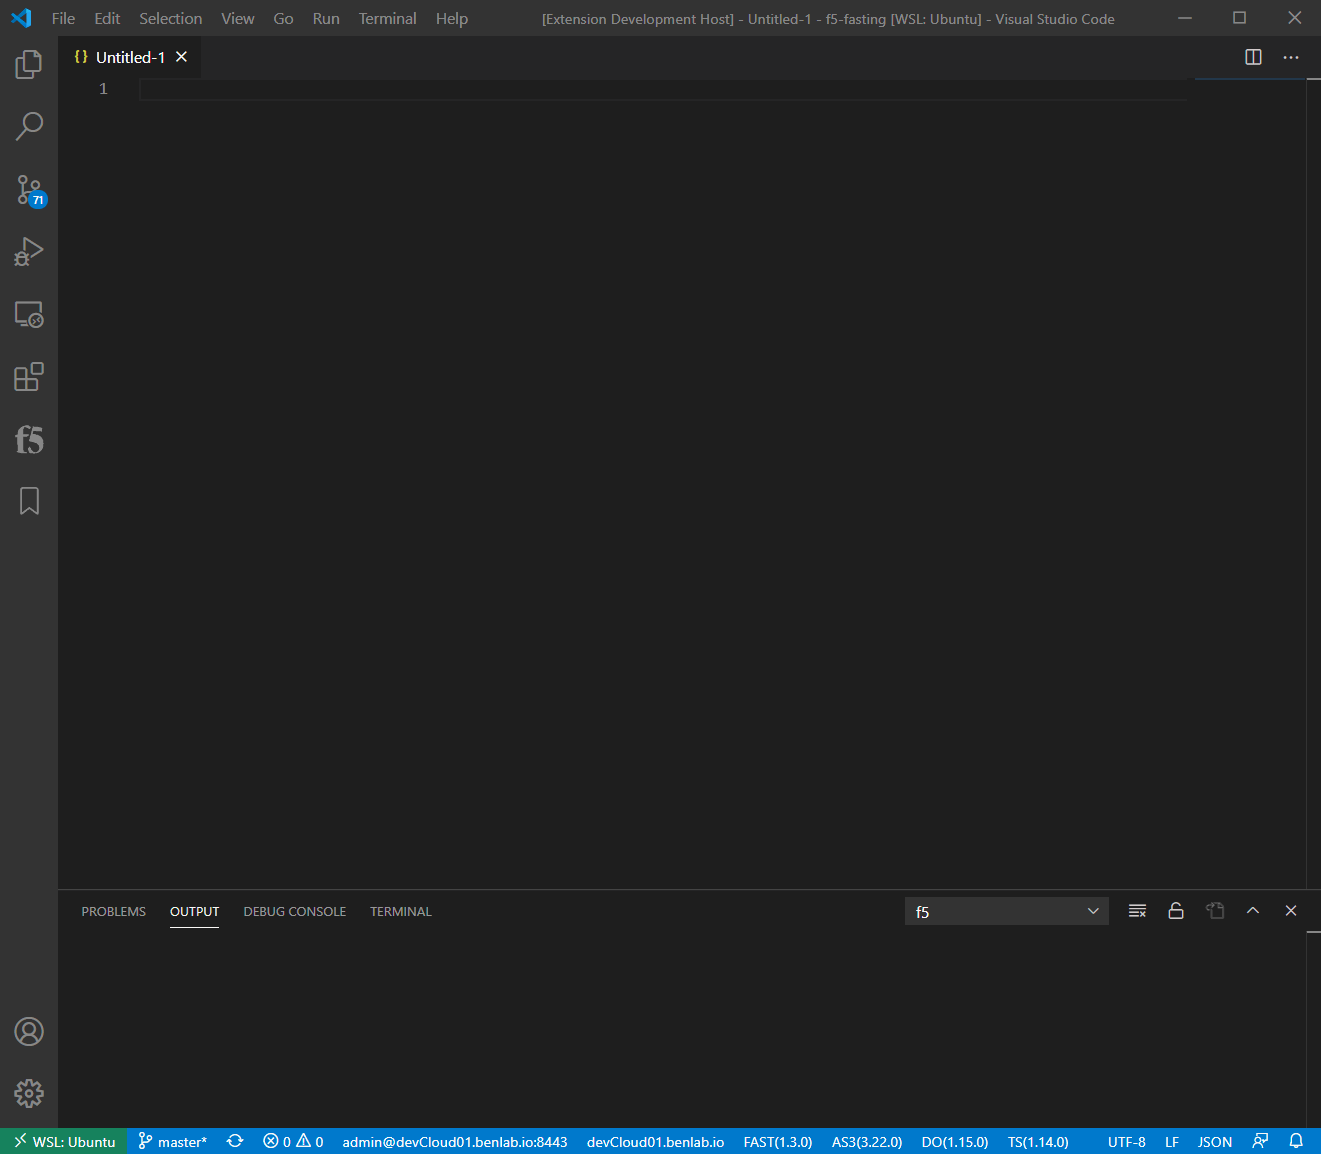 File Edit Selection View Go Run Terminal Help [Extension Development Host] - Untitled-1 - f5-fasting [WSL: Ubuntu] - Visual Studio Code
{} Untitled-1
1
71
f5
PROBLEMS OUTPUT DEBUG CONSOLE TERMINAL f5
WSL: Ubuntu master* 0 0 admin@devCloud01.benlab.io:8443 devCloud01.benlab.io FAST(1.3.0) AS3(3.22.0) DO(1.15.0) TS(1.14.0) UTF-8 LF JSON